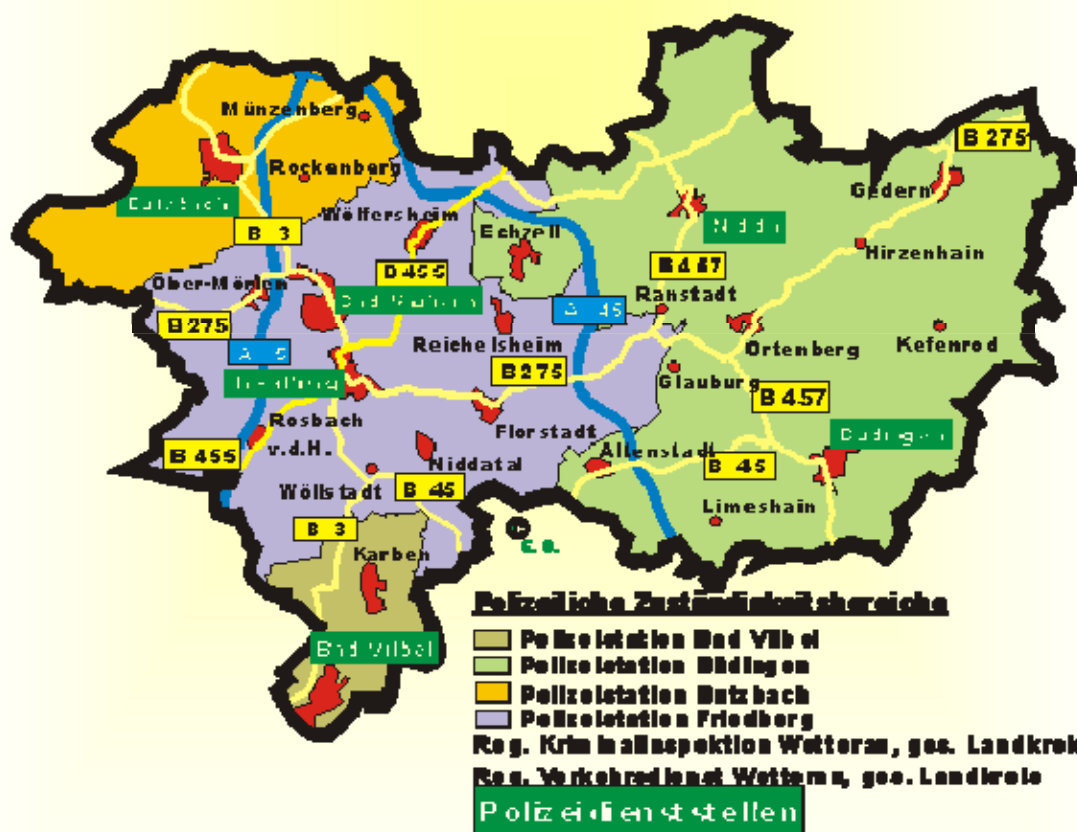 Münzenberg
B 275
Rockenberg
Gedern
Butzbach
Wölfersheim
Nidda
B 3
Echzell
Hirzenhain
B 455
B 457
Ober-Mörlen
Bad Nauheim
Ranstadt
A 45
B 275
Reichelsheim
Ortenberg
Kefenrod
A 5
B 275
Glauburg
Friedberg
B 457
Rosbach
v.d.H.
Florstadt
Büdingen
B 455
Niddatal
Altenstadt
B 45
Wöllstadt
B 45
Limeshain
B 3
Karben
Polizeiliche Zuständigkeitsbereiche
Bad Vilbel
Polizeistation Bad Vilbel
Polizeistation Büdingen
Polizeistation Butzbach
Polizeistation Friedberg
Reg. Kriminalinspektion Wetterau, ges. Landkreis
Reg. Verkehrsdienst Wetterau, ges. Landkreis
Polizeidienststellen